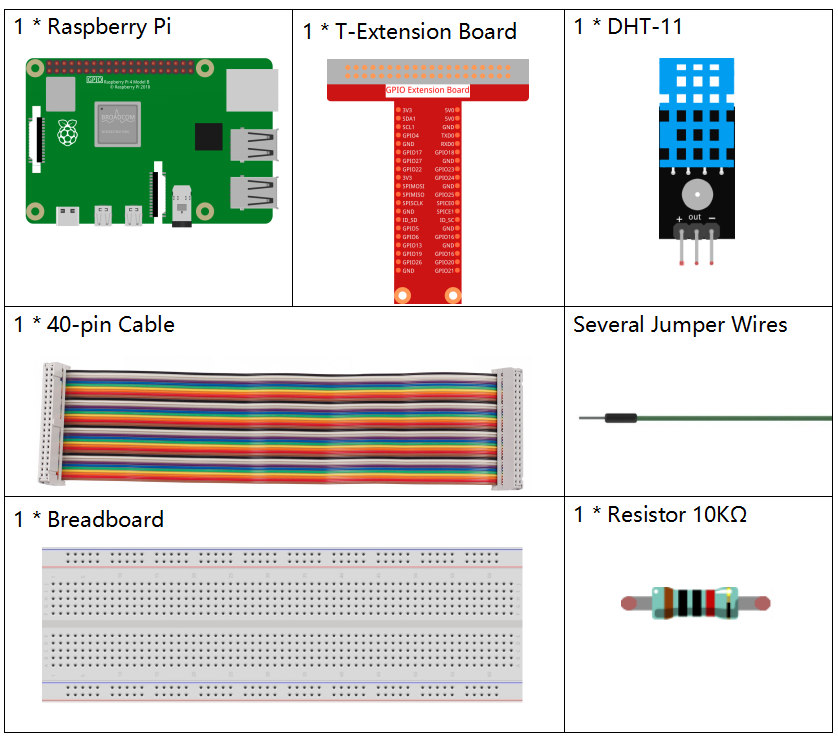 1 * Raspberry Pi
1 * T-Extension Board
1 * DHT-11
GPIO
Raspberry Pi 4 Model B
© Raspberry Pi 2018
BROADCOM
GPIO Extension Board
3V3 5V0
SDA1 5V0
SCL1 GND
GPIO4 TXD0
GND RXD0
GPIO17 GPIO18
GPIO27 GND
GPIO22 GPIO23
3V3 GPIO24
SPIMOSI GND
SPIMISO GPIO25
SPISCLK SPICE0
GND SPICE1
ID_SD ID_SC
GPIO5 GND
GPIO6 GPIO16
GPIO13 GND
GPIO19 GPIO16
GPIO26 GPIO20
GND GPIO21
+ out −
1 * 40-pin Cable
Several Jumper Wires
1 * Breadboard
1 * Resistor 10KΩ